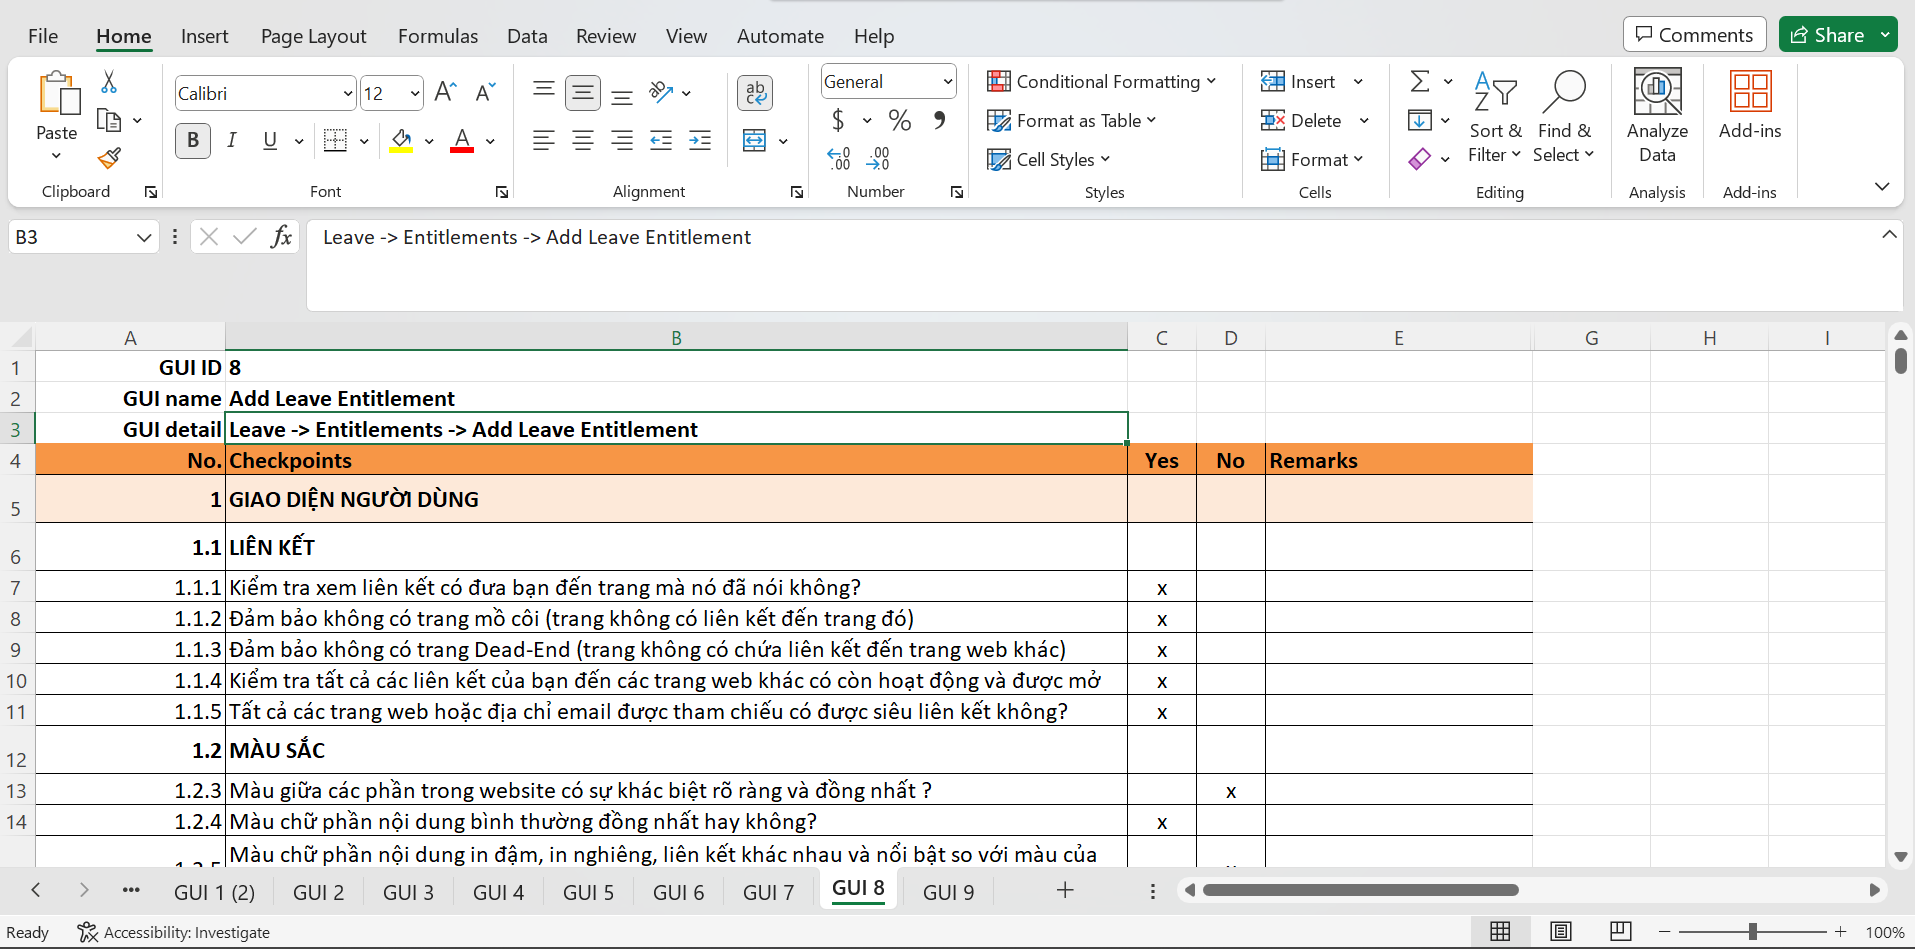 File Home Insert Page Layout Formulas Data Review View Automate Help Comments Share
Calibri 12 General Conditional Formatting Insert
Paste B I U A $ % Format as Table Delete Sort & Filter Find & Select Analyze Data Add-ins
Cell Styles Format
Clipboard Font Alignment Number Styles Cells Editing Analysis Add-ins
B3 fx Leave -> Entitlements -> Add Leave Entitlement
A B C D E G H I
1 GUI ID 8
2 GUI name Add Leave Entitlement
3 GUI detail Leave -> Entitlements -> Add Leave Entitlement
4 No. Checkpoints Yes No Remarks
5 1 GIAO DIỆN NGƯỜI DÙNG
6 1.1 LIÊN KẾT
7 1.1.1 Kiểm tra xem liên kết có đưa bạn đến trang mà nó đã nói không? x
8 1.1.2 Đảm bảo không có trang mồ côi (trang không có liên kết đến trang đó) x
9 1.1.3 Đảm bảo không có trang Dead-End (trang không có chứa liên kết đến trang web khác) x
10 1.1.4 Kiểm tra tất cả các liên kết của bạn đến các trang web khác có còn hoạt động và được mở x
11 1.1.5 Tất cả các trang web hoặc địa chỉ email được tham chiếu có được siêu liên kết không? x
12 1.2 MÀU SẮC
13 1.2.3 Màu giữa các phần trong website có sự khác biệt rõ ràng và đồng nhất ? x
14 1.2.4 Màu chữ phần nội dung bình thường đồng nhất hay không? x
Màu chữ phần nội dung in đậm, in nghiêng, liên kết khác nhau và nổi bật so với màu của
GUI 1 (2) GUI 2 GUI 3 GUI 4 GUI 5 GUI 6 GUI 7 GUI 8 GUI 9
Ready Accessibility: Investigate 100%